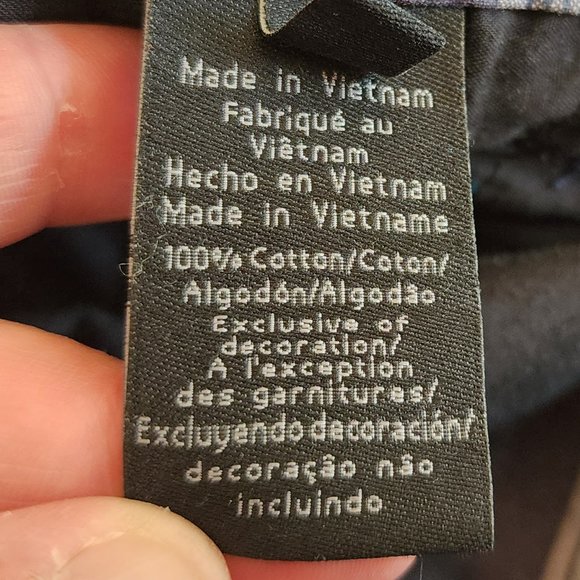 Made in Vietnam
Fabriqué au
Viêtnam
Hecho en Vietnam
Made in Vietname
100% Cotton/Coton/
Algodón/Algodão
Exclusive of
decoration/
A l'exception
des garnitures/
Excluyendo decoración/
decoração não
incluindo